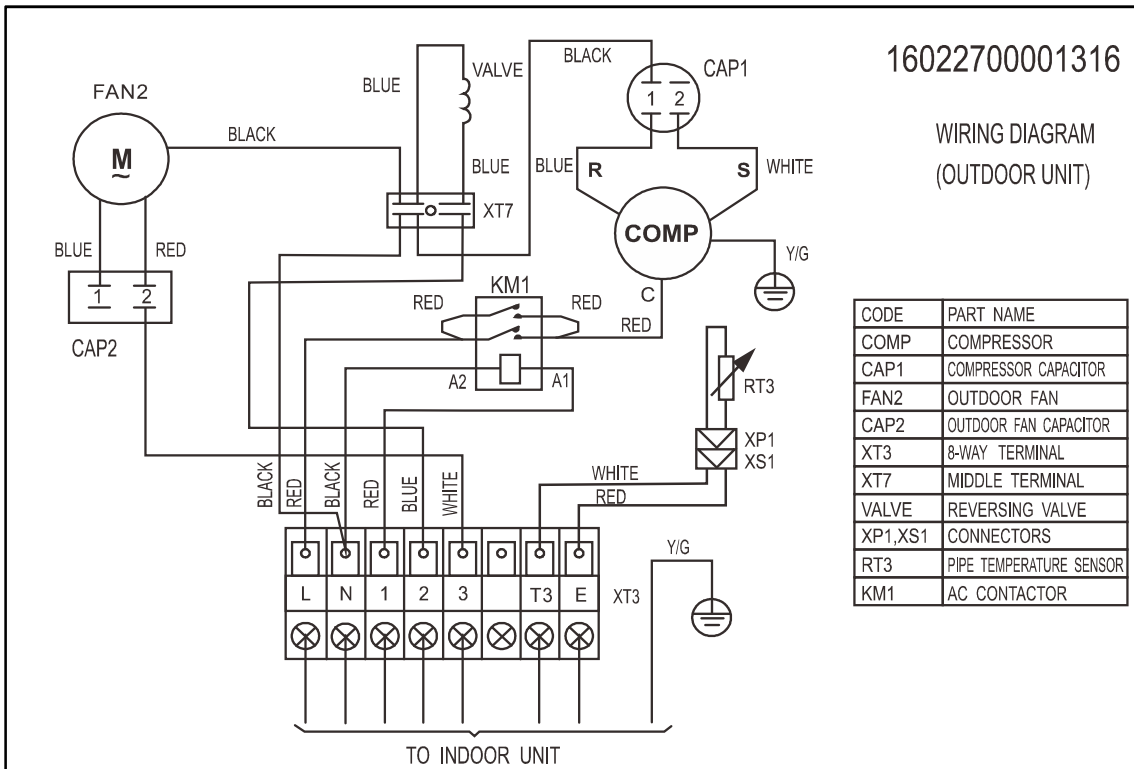 16022700001316
WIRING DIAGRAM
(OUTDOOR UNIT)
FAN2
M
~
BLACK
BLUE
RED
1
2
CAP2
BLUE
VALVE
BLUE
XT7
BLACK
CAP1
1 2
BLUE
R
S
WHITE
COMP
Y/G
C
KM1
RED
RED
RED
A2
A1
RT3
XP1
XS1
WHITE
RED
BLACK
RED
BLACK
RED
BLUE
WHITE
L N 1 2 3 T3 E
XT3
Y/G
TO INDOOR UNIT
CODE PART NAME
COMP COMPRESSOR
CAP1 COMPRESSOR CAPACITOR
FAN2 OUTDOOR FAN
CAP2 OUTDOOR FAN CAPACITOR
XT3 8-WAY TERMINAL
XT7 MIDDLE TERMINAL
VALVE REVERSING VALVE
XP1,XS1 CONNECTORS
RT3 PIPE TEMPERATURE SENSOR
KM1 AC CONTACTOR